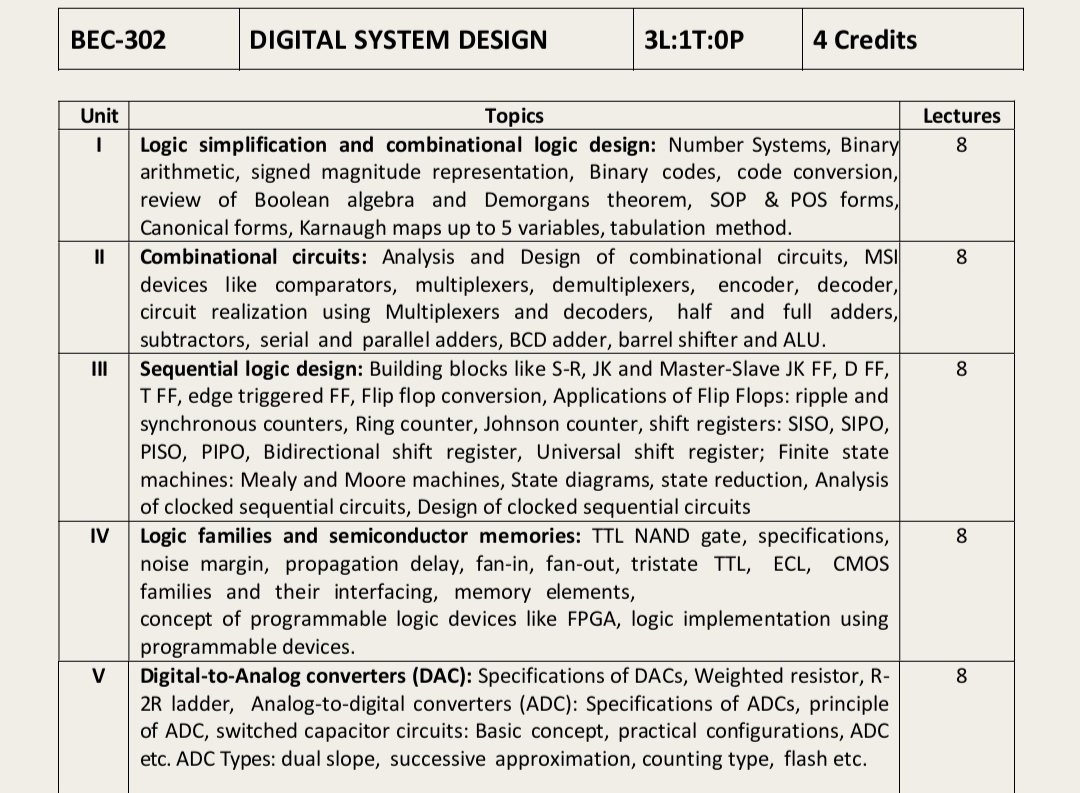 BEC-302 DIGITAL SYSTEM DESIGN 3L:1T:0P 4 Credits
Unit Topics Lectures
I Logic simplification and combinational logic design: Number Systems, Binary 8
arithmetic, signed magnitude representation, Binary codes, code conversion,
review of Boolean algebra and Demorgans theorem, SOP & POS forms,
Canonical forms, Karnaugh maps up to 5 variables, tabulation method.
II Combinational circuits: Analysis and Design of combinational circuits, MSI 8
devices like comparators, multiplexers, demultiplexers, encoder, decoder,
circuit realization using Multiplexers and decoders, half and full adders,
subtractors, serial and parallel adders, BCD adder, barrel shifter and ALU.
III Sequential logic design: Building blocks like S-R, JK and Master-Slave JK FF, D FF, 8
T FF, edge triggered FF, Flip flop conversion, Applications of Flip Flops: ripple and
synchronous counters, Ring counter, Johnson counter, shift registers: SISO, SIPO,
PISO, PIPO, Bidirectional shift register, Universal shift register; Finite state
machines: Mealy and Moore machines, State diagrams, state reduction, Analysis
of clocked sequential circuits, Design of clocked sequential circuits
IV Logic families and semiconductor memories: TTL NAND gate, specifications, 8
noise margin, propagation delay, fan-in, fan-out, tristate TTL, ECL, CMOS
families and their interfacing, memory elements,
concept of programmable logic devices like FPGA, logic implementation using
programmable devices.
V Digital-to-Analog converters (DAC): Specifications of DACs, Weighted resistor, R- 8
2R ladder, Analog-to-digital converters (ADC): Specifications of ADCs, principle
of ADC, switched capacitor circuits: Basic concept, practical configurations, ADC
etc. ADC Types: dual slope, successive approximation, counting type, flash etc.